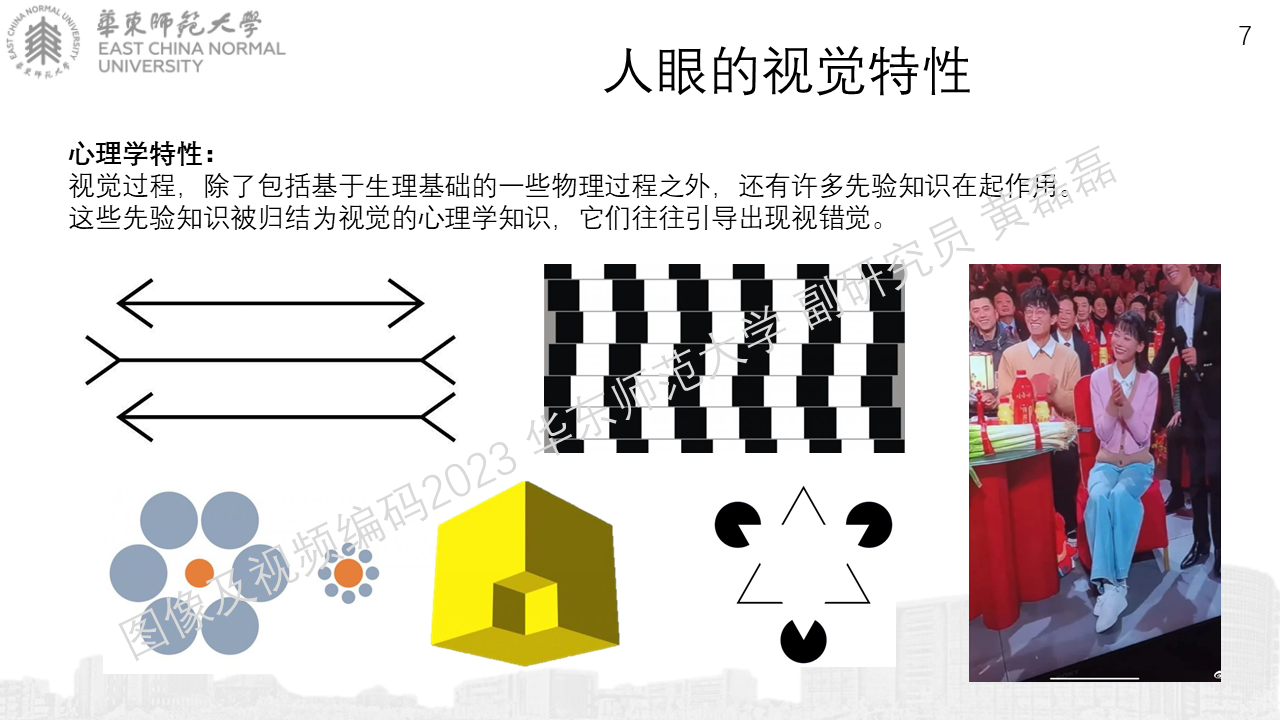 華東師範大學
EAST CHINA NORMAL
UNIVERSITY
EAST CHINA NORMAL UNIVERSITY
華東師范大學
7
人眼的视觉特性
心理学特性：
视觉过程，除了包括基于生理基础的一些物理过程之外，还有许多先验知识在起作用。
这些先验知识被归结为视觉的心理学知识，它们往往引导出现视错觉。
图像及视频编码2023 华东师范大学 副研究员 黄磊磊